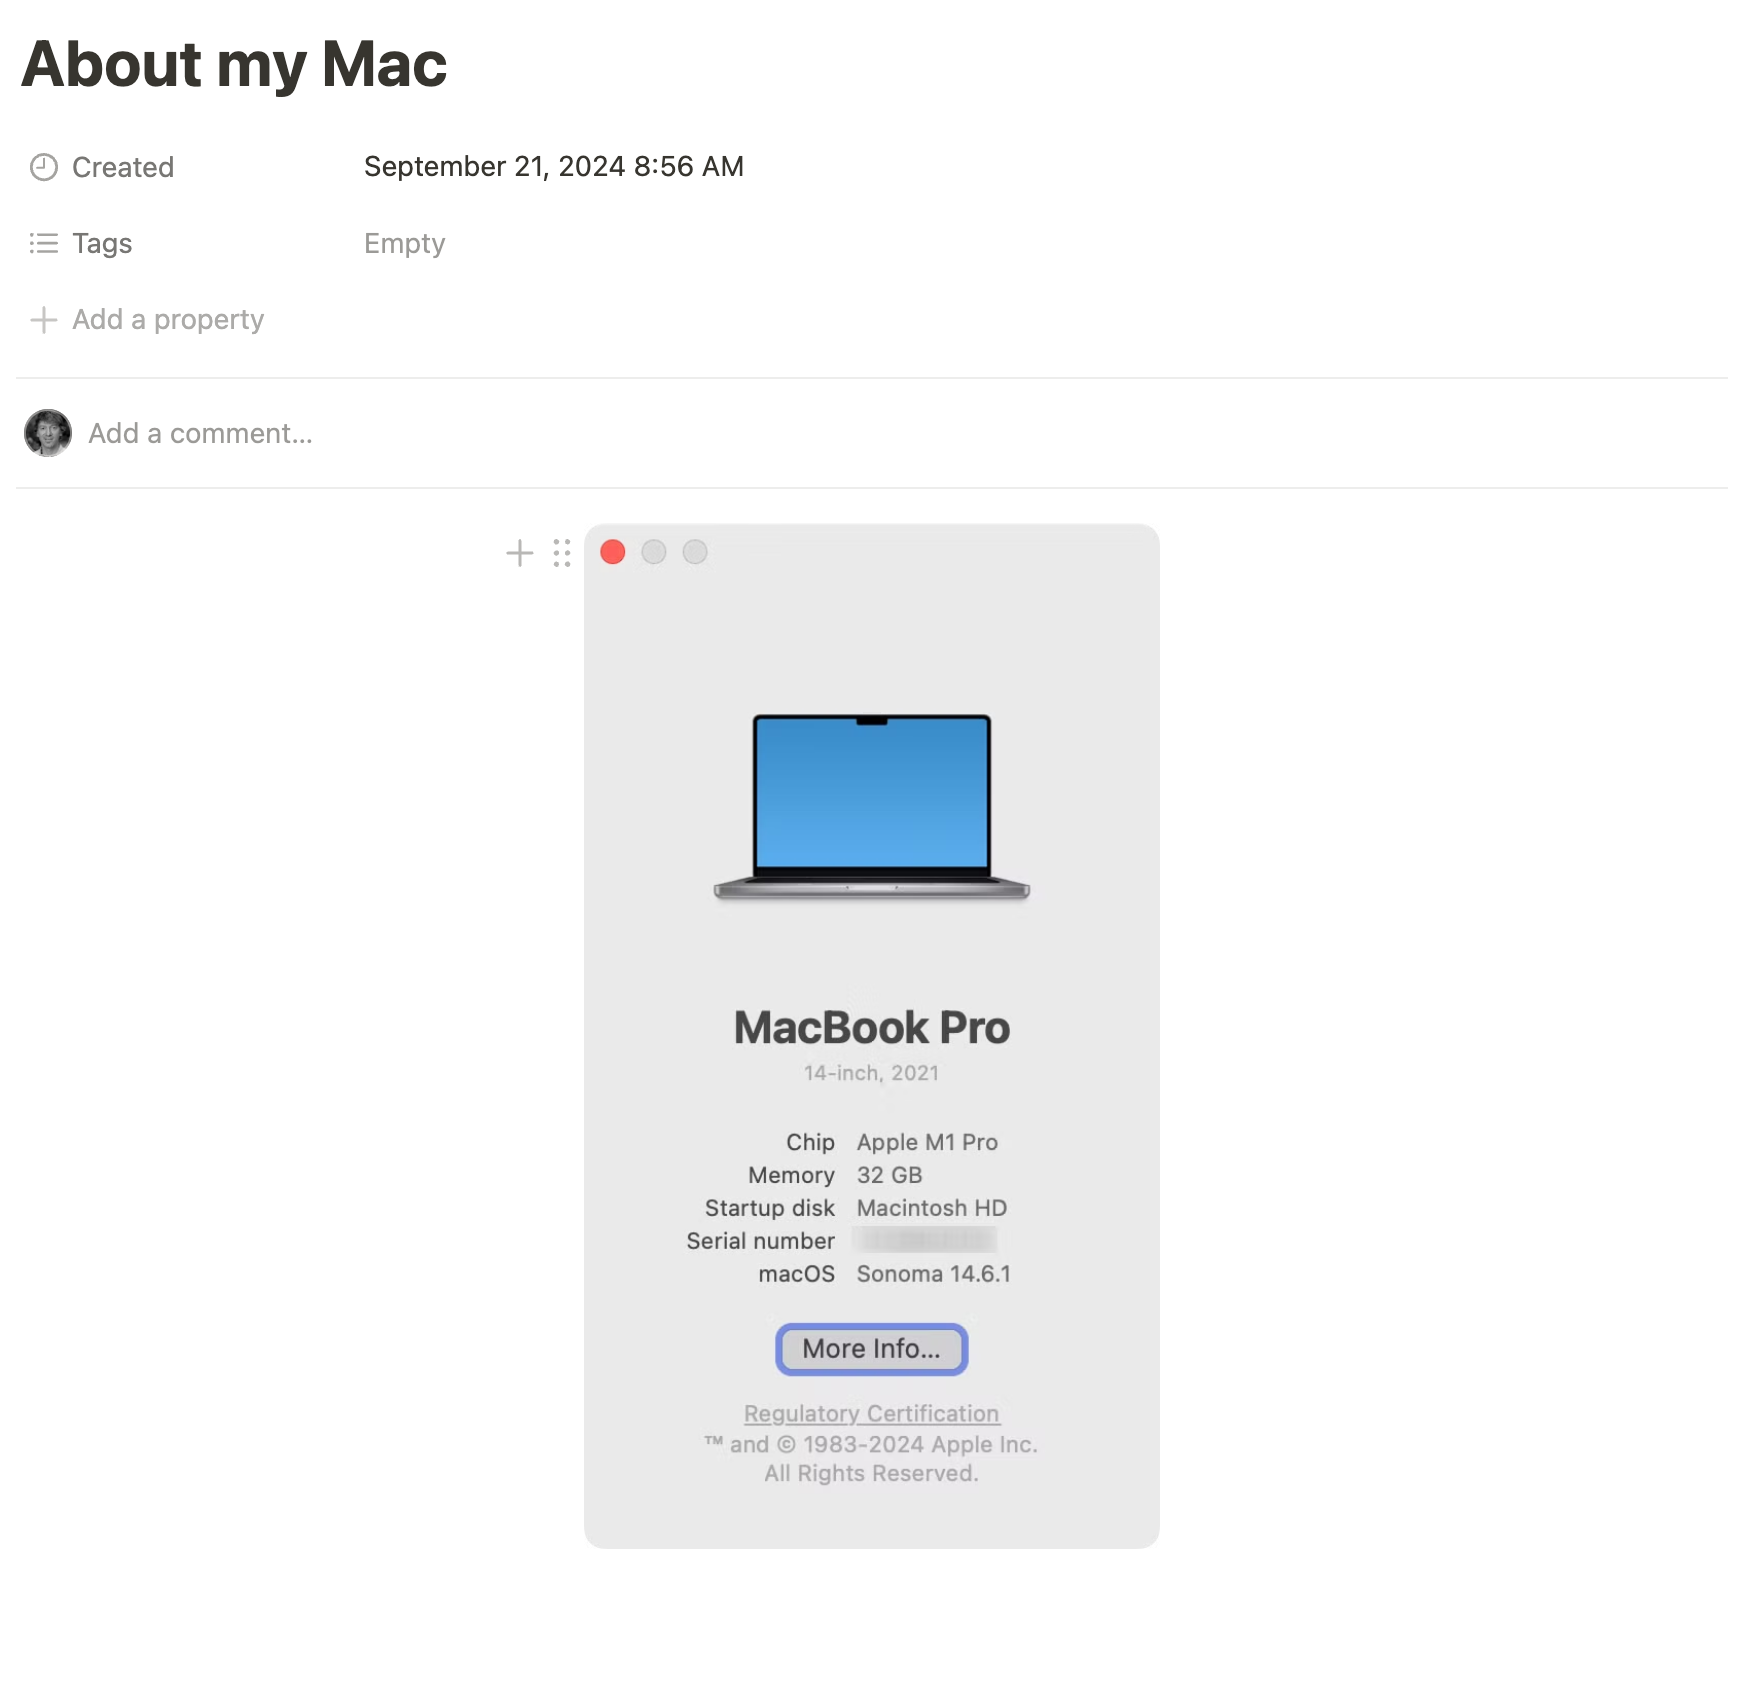 About my Mac
Created September 21, 2024 8:56 AM
Tags Empty
Add a property
Add a comment...
MacBook Pro
14-inch, 2021
Chip Apple M1 Pro
Memory 32 GB
Startup disk Macintosh HD
Serial number
macOS Sonoma 14.6.1
More Info...
Regulatory Certification
™ and © 1983-2024 Apple Inc.
All Rights Reserved.